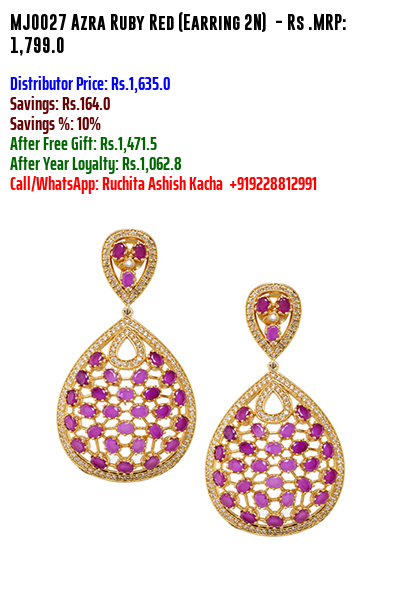 MJ0027 Azra Ruby Red (Earring 2N) - Rs .MRP:
1,799.0
Distributor Price: Rs.1,635.0
Savings: Rs.164.0
Savings %: 10%
After Free Gift: Rs.1,471.5
After Year Loyalty: Rs.1,062.8
Call/WhatsApp: Ruchita Ashish Kacha +919228812991